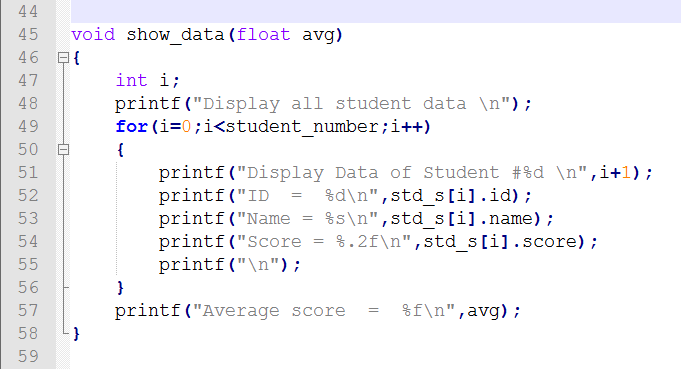 44
45 void show_data(float avg)
46 {
47 int i;
48 printf("Display all student data \n");
49 for(i=0;i<student_number;i++)
50 {
51 printf("Display Data of Student #%d \n",i+1);
52 printf("ID  =  %d\n",std_s[i].id);
53 printf("Name = %s\n",std_s[i].name);
54 printf("Score = %.2f\n",std_s[i].score);
55 printf("\n");
56 }
57 printf("Average score  =  %f\n",avg);
58 }
59